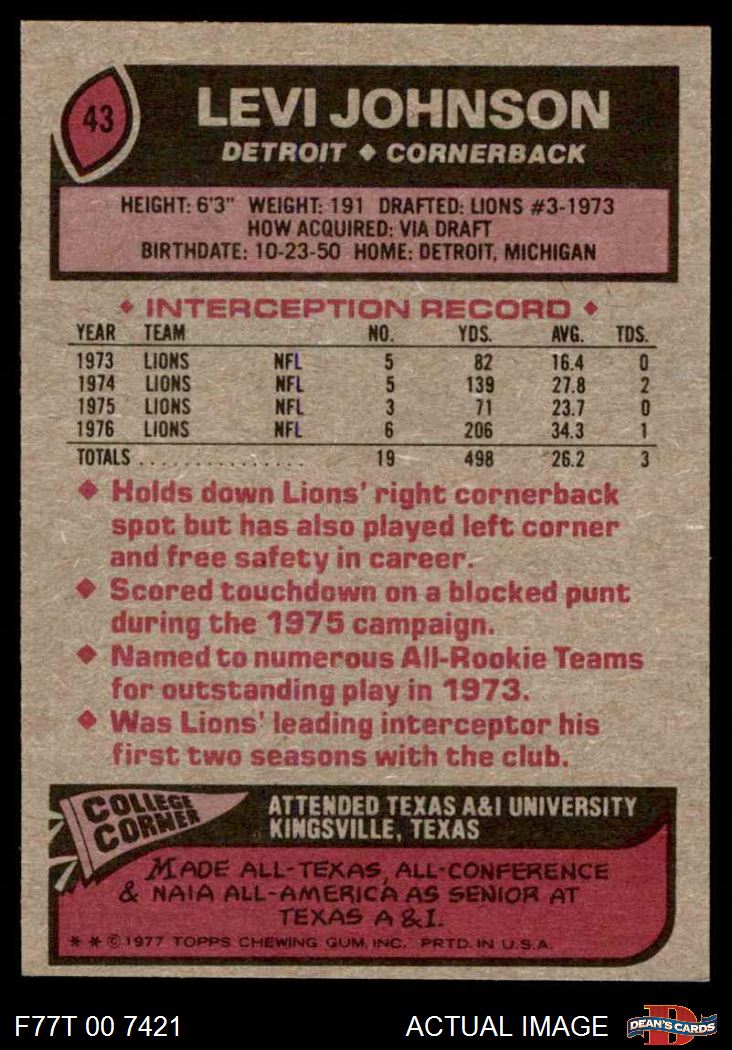 43
LEVI JOHNSON
DETROIT ◆ CORNERBACK
HEIGHT: 6'3" WEIGHT: 191 DRAFTED: LIONS #3-1973
HOW ACQUIRED: VIA DRAFT
BIRTHDATE: 10-23-50 HOME: DETROIT, MICHIGAN
◆ INTERCEPTION RECORD ◆
YEAR TEAM NO. YDS. AVG. TDS.
1973 LIONS NFL 5 82 16.4 0
1974 LIONS NFL 5 139 27.8 2
1975 LIONS NFL 3 71 23.7 0
1976 LIONS NFL 6 206 34.3 1
TOTALS . . . . . . . . . . . . . . . 19 498 26.2 3
◆ Holds down Lions' right cornerback
spot but has also played left corner
and free safety in career.
◆ Scored touchdown on a blocked punt
during the 1975 campaign.
◆ Named to numerous All-Rookie Teams
for outstanding play in 1973.
◆ Was Lions' leading interceptor his
first two seasons with the club.
COLLEGE
CORNER
ATTENDED TEXAS A&I UNIVERSITY
KINGSVILLE, TEXAS
MADE ALL-TEXAS, ALL-CONFERENCE
& NAIA ALL-AMERICA AS SENIOR AT
TEXAS A & I.
* * © 1977 TOPPS CHEWING GUM, INC. PRTD. IN U.S.A.
F77T 00 7421 ACTUAL IMAGE
D
DEAN'S CARDS